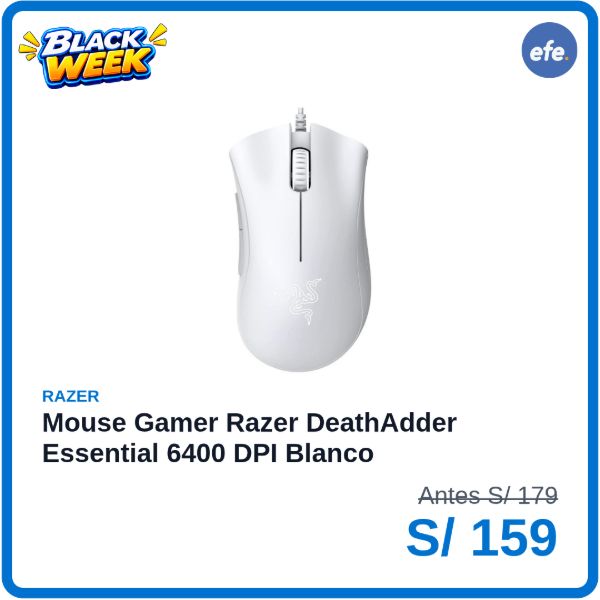 BLACK
WEEK
efe.
RAZER
Mouse Gamer Razer DeathAdder
Essential 6400 DPI Blanco
Antes S/ 179
S/ 159